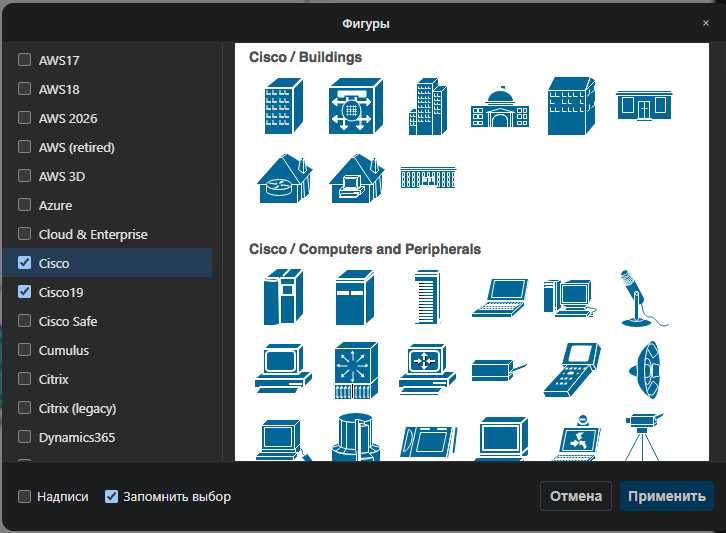 Фигуры
×
AWS17
AWS18
AWS 2026
AWS (retired)
AWS 3D
Azure
Cloud & Enterprise
Cisco
Cisco19
Cisco Safe
Cumulus
Citrix
Citrix (legacy)
Dynamics365
Cisco / Buildings
Cisco / Computers and Peripherals
Надписи
Запомнить выбор
Отмена
Применить